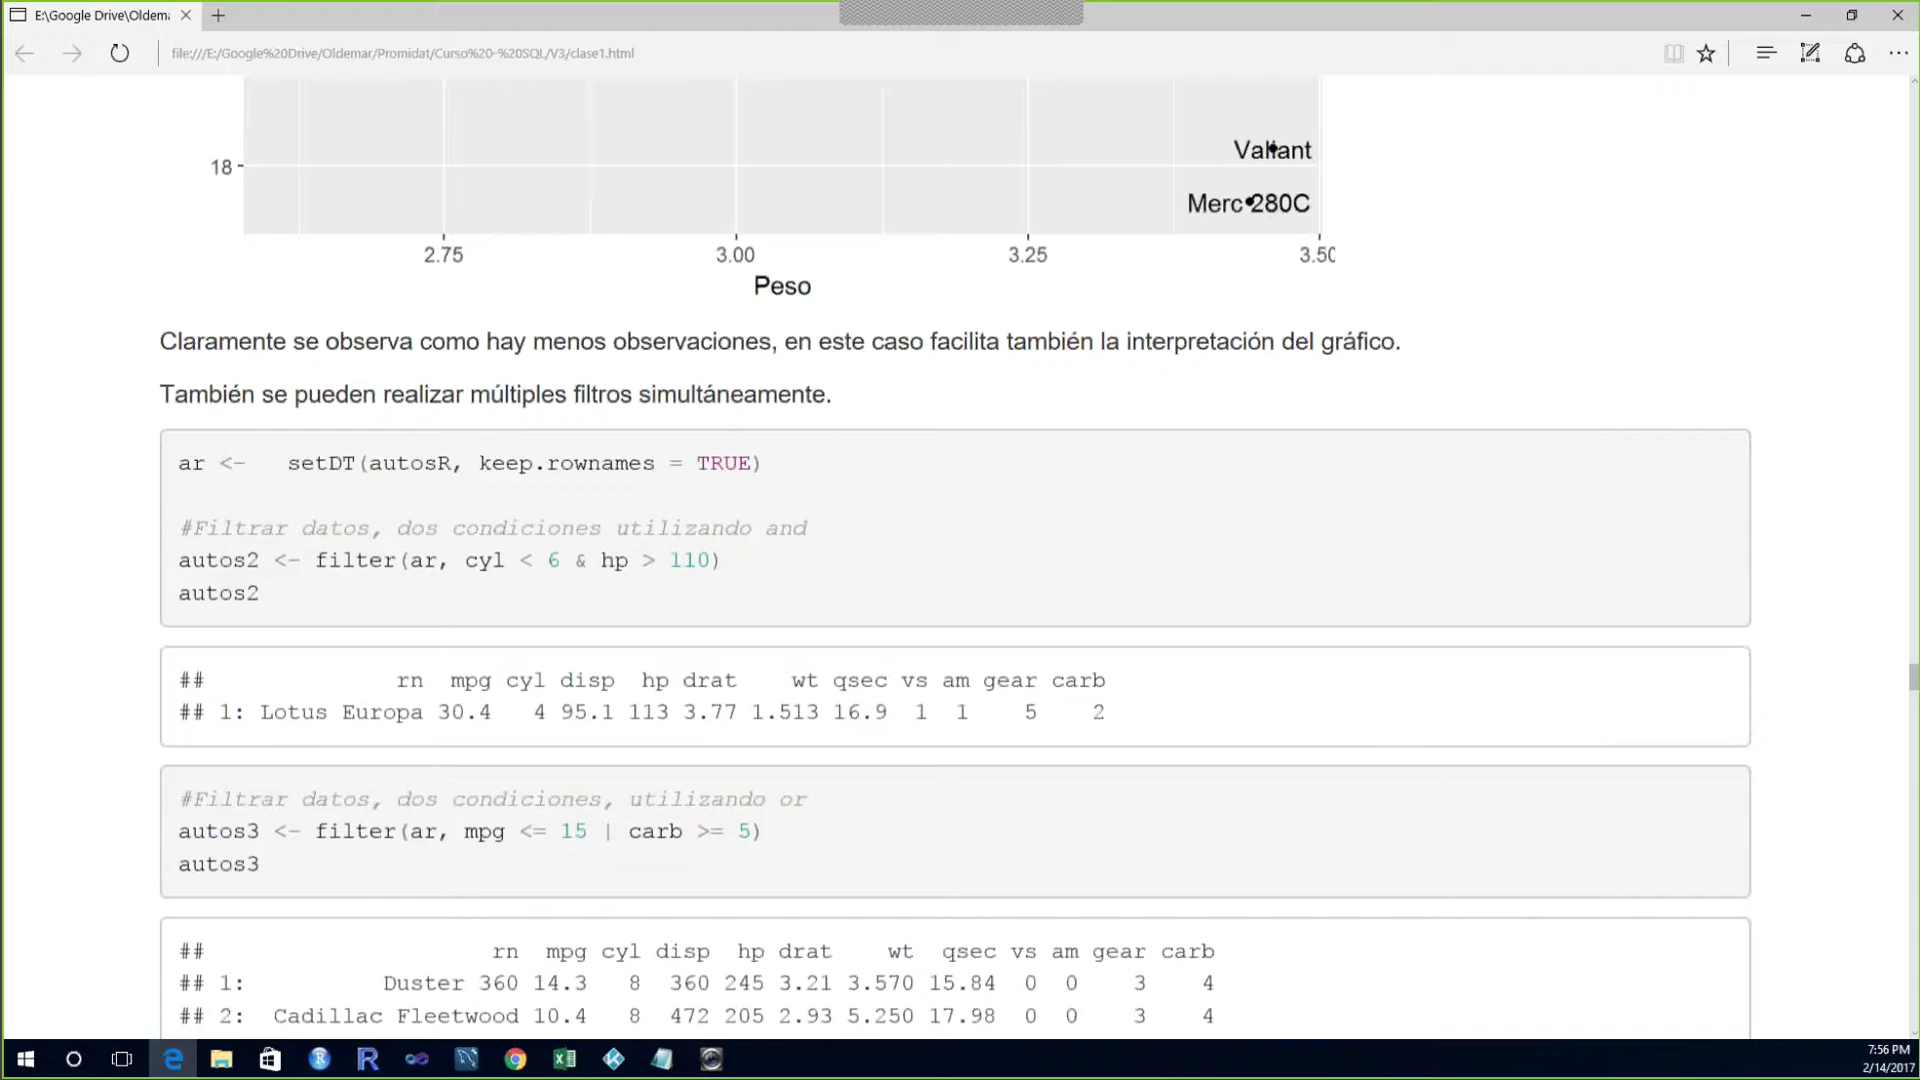 E:\Google Drive\Oldema
file:///E:/Google%20Drive/Oldemar/Promidat/Curso%20-%20SQL/V3/clase1.html
Valiant
18
Merc 280C
2.75 3.00 3.25 3.50
Peso
Claramente se observa como hay menos observaciones, en este caso facilita también la interpretación del gráfico.
También se pueden realizar múltiples filtros simultáneamente.
ar <-   setDT(autosR, keep.rownames = TRUE)
#Filtrar datos, dos condiciones utilizando and
autos2 <- filter(ar, cyl < 6 & hp > 110)
autos2
##              rn  mpg cyl disp  hp drat    wt qsec vs am gear carb
## 1: Lotus Europa 30.4   4 95.1 113 3.77 1.513 16.9  1  1    5    2
#Filtrar datos, dos condiciones, utilizando or
autos3 <- filter(ar, mpg <= 15 | carb >= 5)
autos3
##                     rn  mpg cyl disp  hp drat    wt  qsec vs am gear carb
## 1:          Duster 360 14.3   8  360 245 3.21 3.570 15.84  0  0    3    4
## 2:  Cadillac Fleetwood 10.4   8  472 205 2.93 5.250 17.98  0  0    3    4
7:56 PM
2/14/2017